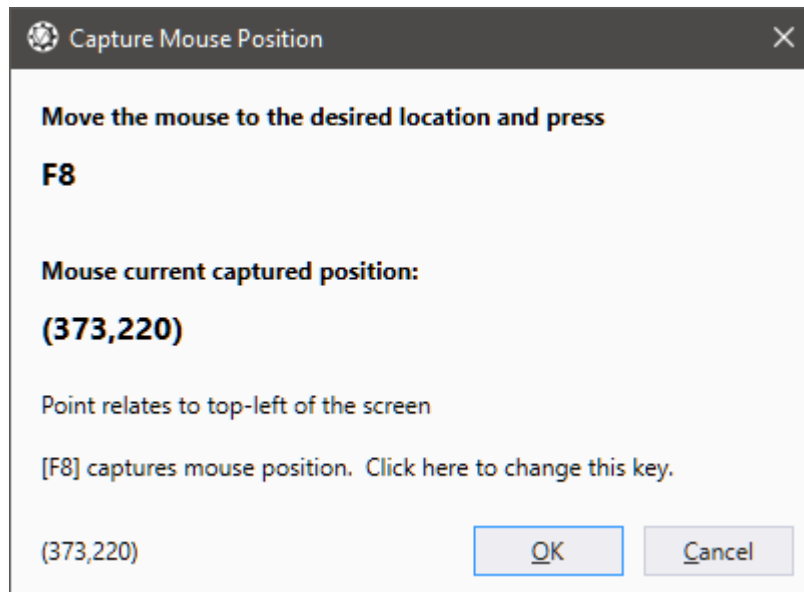 Capture Mouse Position
Move the mouse to the desired location and press
F8
Mouse current captured position:
(373,220)
Point relates to top-left of the screen
[F8] captures mouse position.  Click here to change this key.
(373,220)
OK
Cancel